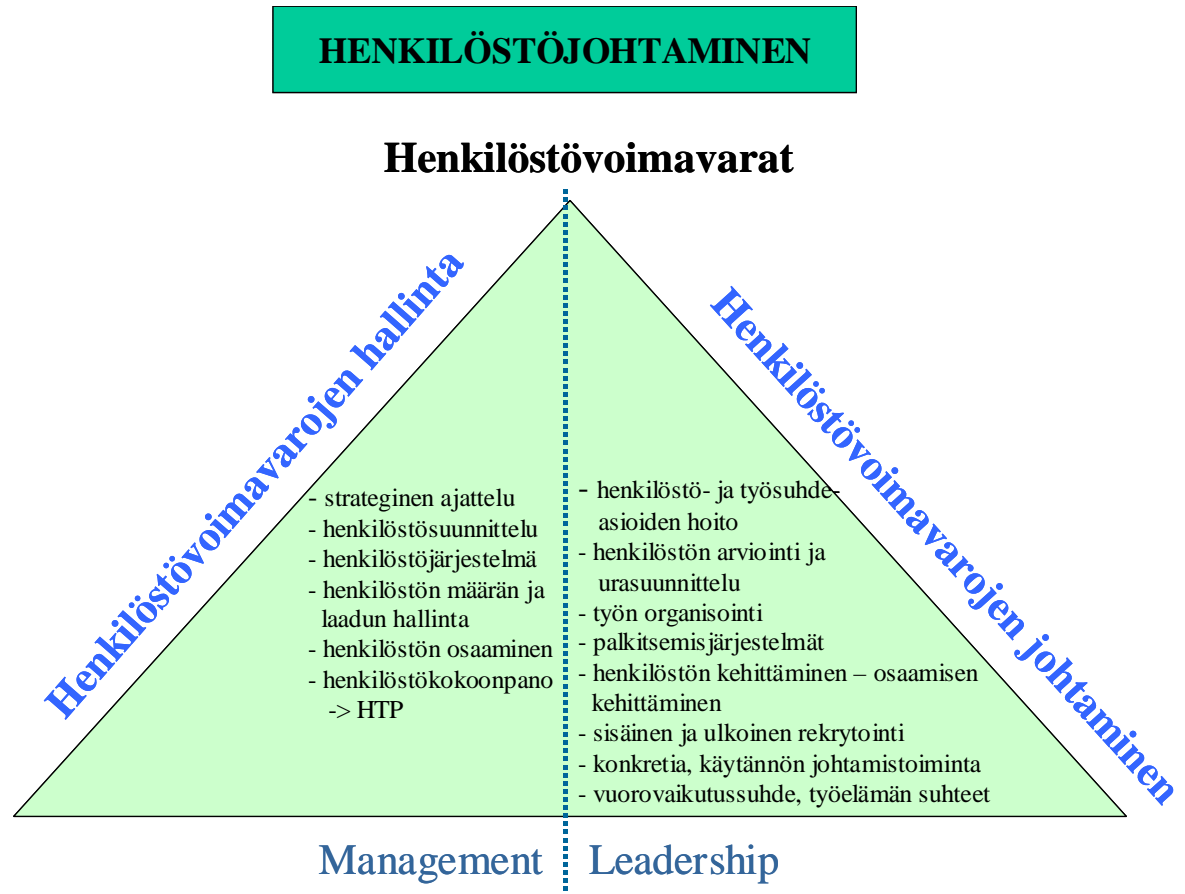 HENKILÖSTÖJOHTAMINEN
Henkilöstövoimavarat
Henkilöstövoimavarojen hallinta
- strateginen ajattelu
- henkilöstösuunnittelu
- henkilöstöjärjestelmä
- henkilöstön määrän ja
laadun hallinta
- henkilöstön osaaminen
- henkilöstökokoonpano
-> HTP
Henkilöstövoimavarojen johtaminen
- henkilöstö- ja työsuhde-
asioiden hoito
- henkilöstön arviointi ja
urasuunnittelu
- työn organisointi
- palkitsemisjärjestelmät
- henkilöstön kehittäminen – osaamisen
kehittäminen
- sisäinen ja ulkoinen rekrytointi
- konkretia, käytännön johtamistoiminta
- vuorovaikutussuhde, työelämän suhteet
Management
Leadership